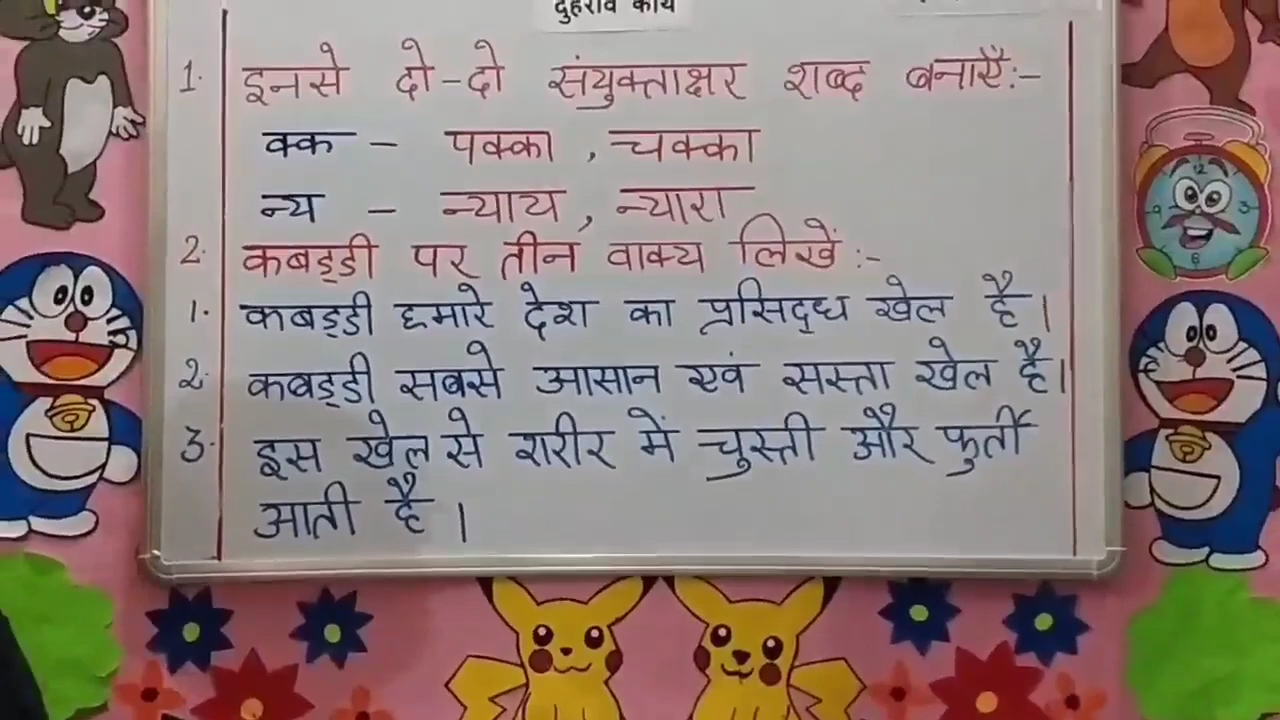 दुहराव कार्य
1. इनसे दो-दो संयुक्ताक्षर शब्द बनाएँ:-
क्क - पक्का, चक्का
न्य - न्याय, न्यारा
2. कबड्डी पर तीन वाक्य लिखें:-
1. कबड्डी हमारे देश का प्रसिद्ध खेल है।
2. कबड्डी सबसे आसान एवं सस्ता खेल है।
3. इस खेल से शरीर में चुस्ती और फुर्ती
आती है।